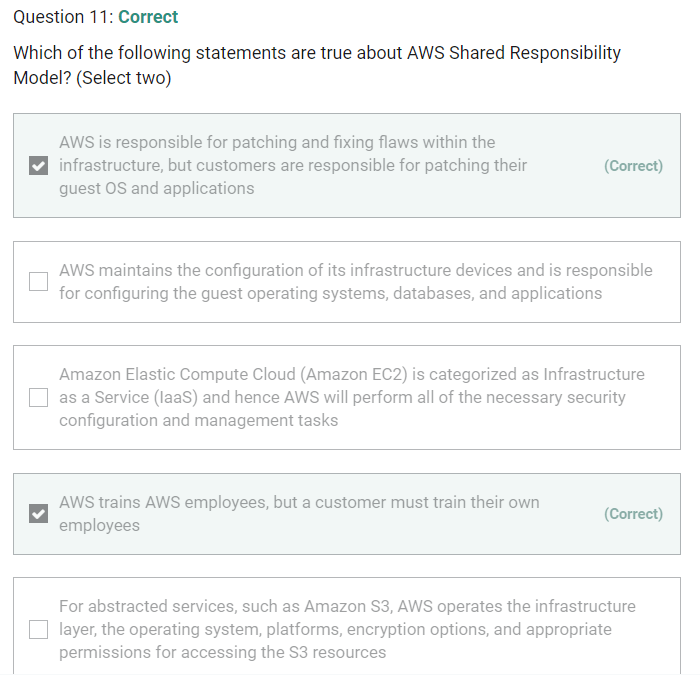 Question 11: Correct
Which of the following statements are true about AWS Shared Responsibility
Model? (Select two)
AWS is responsible for patching and fixing flaws within the
infrastructure, but customers are responsible for patching their
guest OS and applications
(Correct)
AWS maintains the configuration of its infrastructure devices and is responsible
for configuring the guest operating systems, databases, and applications
Amazon Elastic Compute Cloud (Amazon EC2) is categorized as Infrastructure
as a Service (IaaS) and hence AWS will perform all of the necessary security
configuration and management tasks
AWS trains AWS employees, but a customer must train their own
employees
(Correct)
For abstracted services, such as Amazon S3, AWS operates the infrastructure
layer, the operating system, platforms, encryption options, and appropriate
permissions for accessing the S3 resources